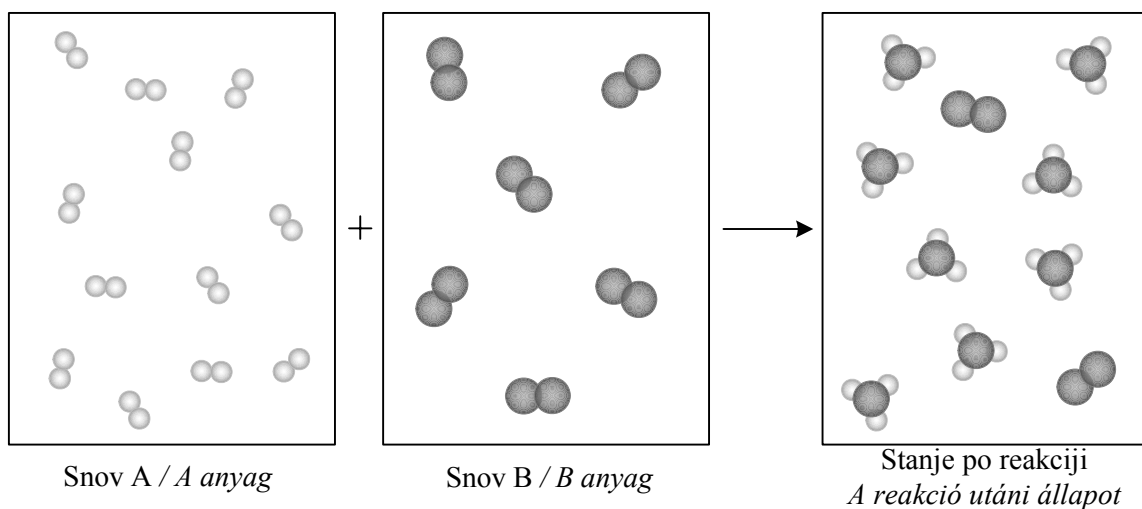 +
Snov A / A anyag
Snov B / B anyag
Stanje po reakciji
A reakció utáni állapot